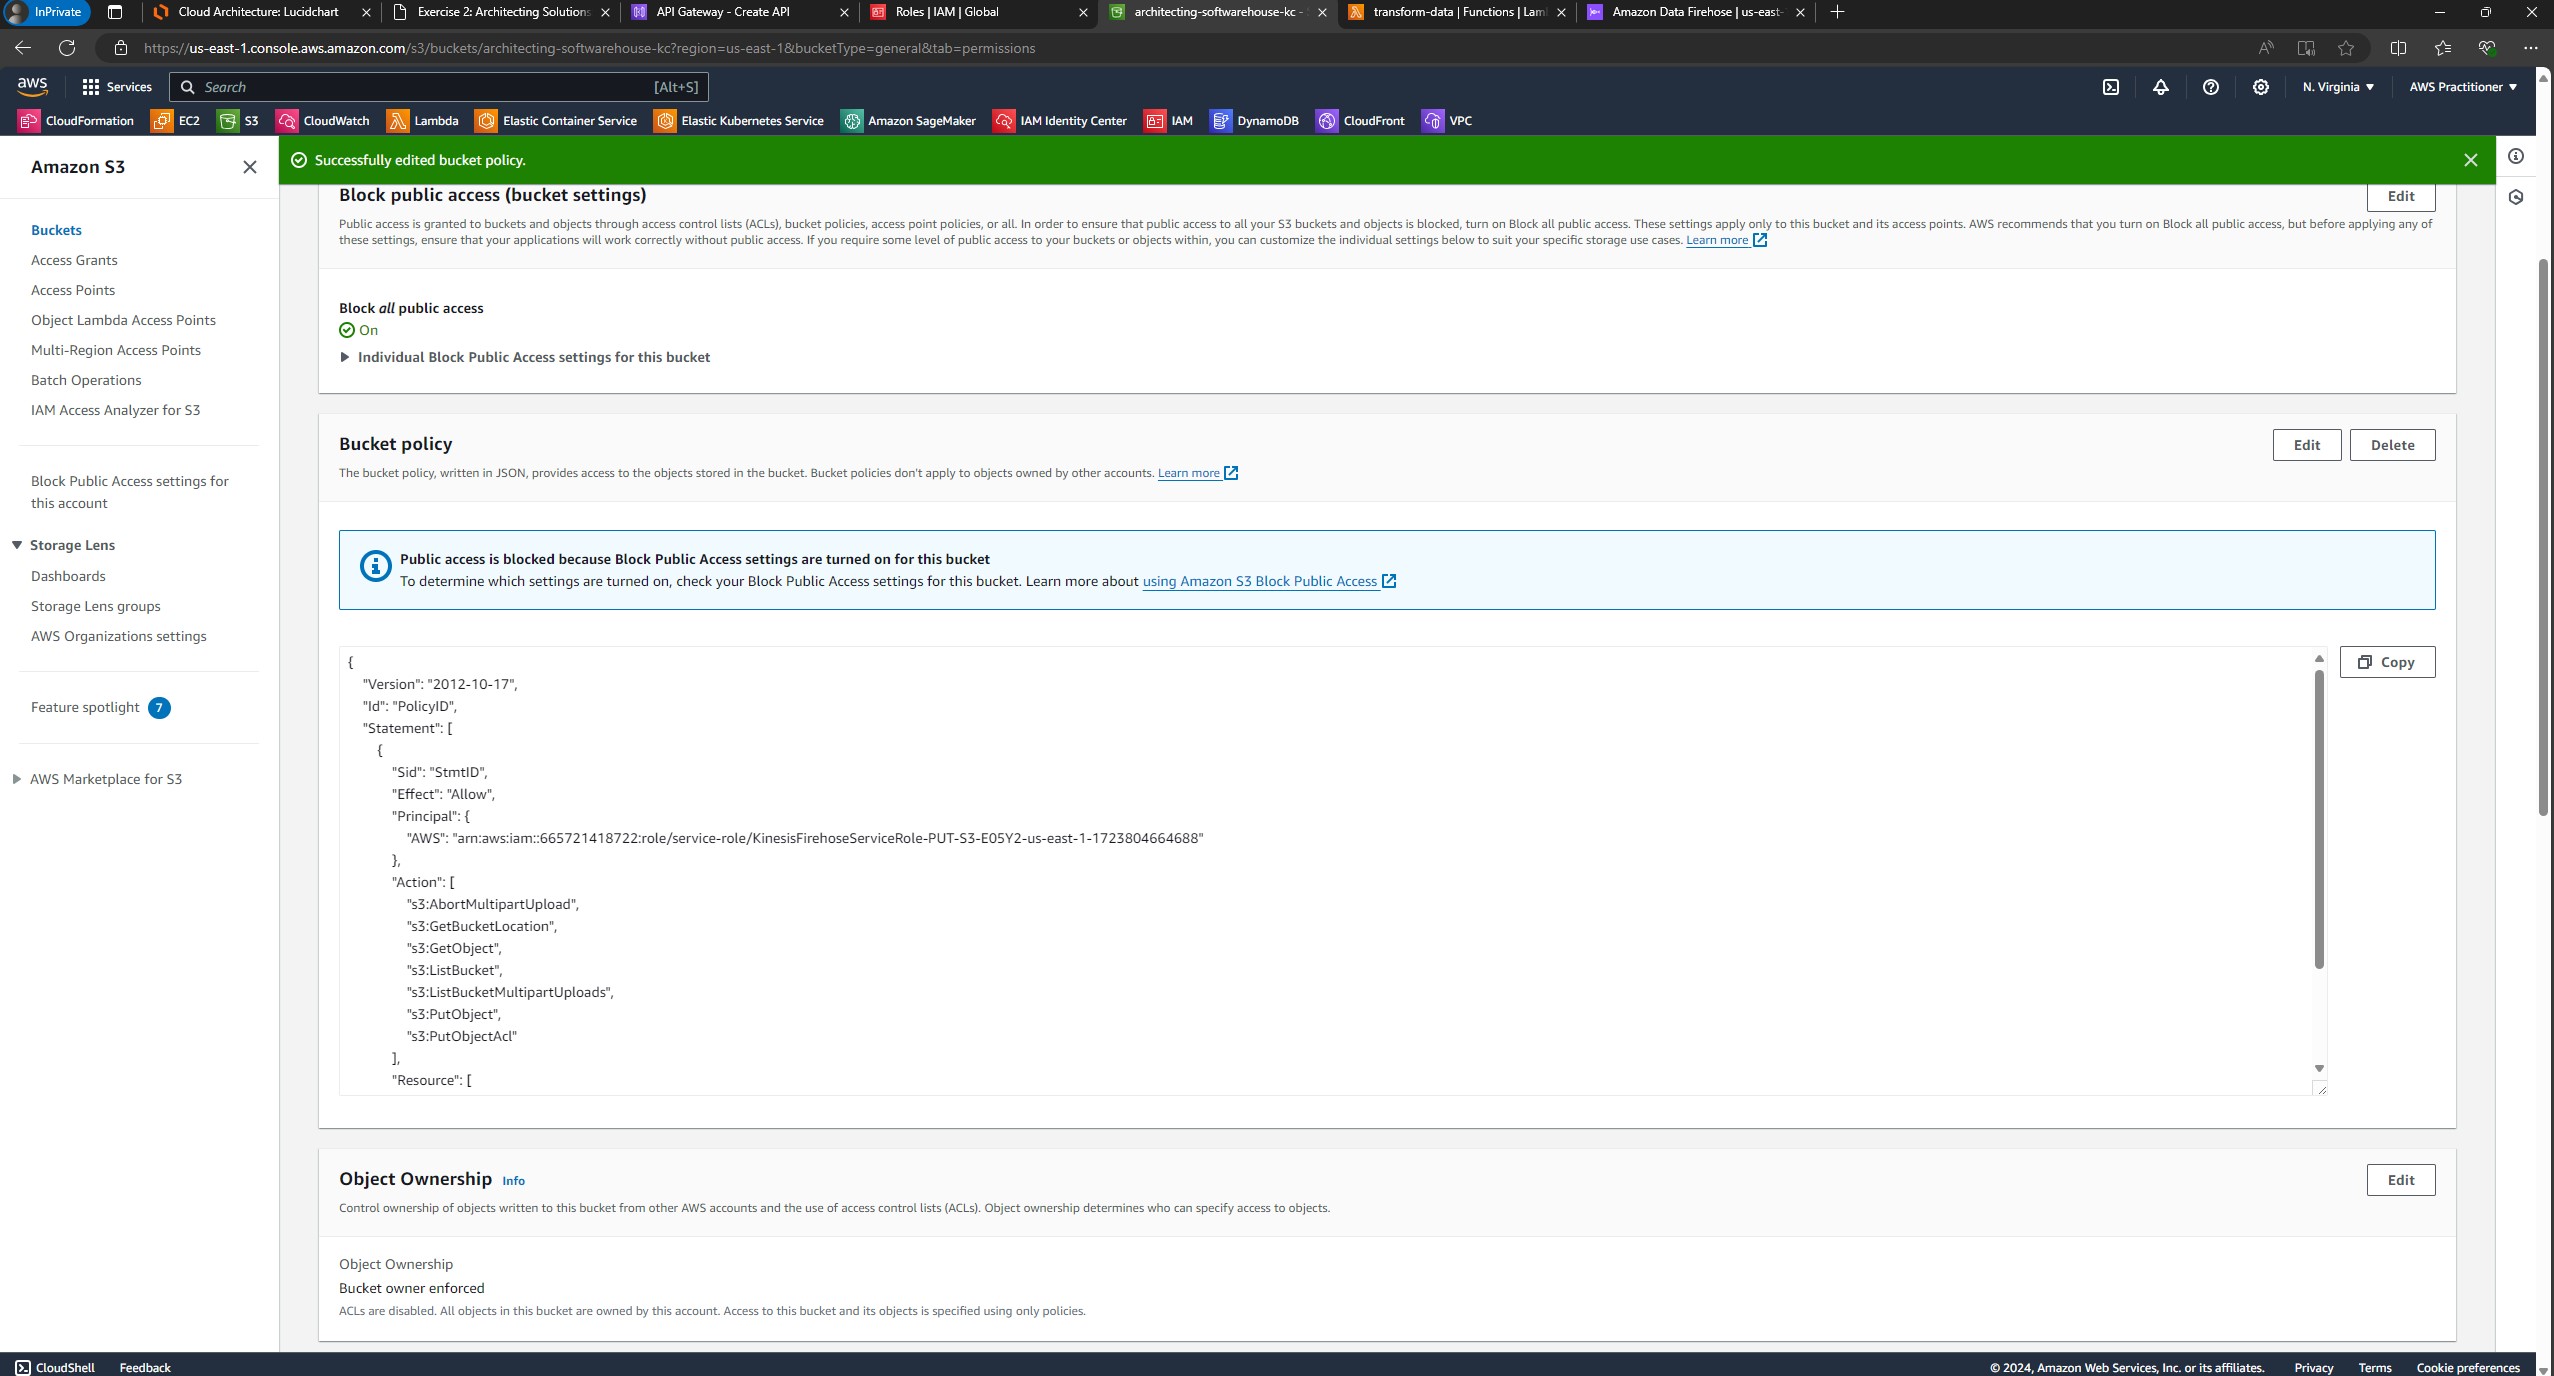 InPrivate
Cloud Architecture: Lucidchart
Exercise 2: Architecting Solutions
API Gateway - Create API
Roles | IAM | Global
architecting-softwarehouse-kc -
transform-data | Functions | Lam
Amazon Data Firehose | us-east-
https://us-east-1.console.aws.amazon.com/s3/buckets/architecting-softwarehouse-kc?region=us-east-1&bucketType=general&tab=permissions
aws
Services
Search
[Alt+S]
N. Virginia
AWS Practitioner
CloudFormation
EC2
S3
CloudWatch
Lambda
Elastic Container Service
Elastic Kubernetes Service
Amazon SageMaker
IAM Identity Center
IAM
DynamoDB
CloudFront
VPC
Amazon S3
Buckets
Access Grants
Access Points
Object Lambda Access Points
Multi-Region Access Points
Batch Operations
IAM Access Analyzer for S3
Block Public Access settings for
this account
Storage Lens
Dashboards
Storage Lens groups
AWS Organizations settings
Feature spotlight 7
AWS Marketplace for S3
Successfully edited bucket policy.
Block public access (bucket settings)
Edit
Public access is granted to buckets and objects through access control lists (ACLs), bucket policies, access point policies, or all. In order to ensure that public access to all your S3 buckets and objects is blocked, turn on Block all public access. These settings apply only to this bucket and its access points. AWS recommends that you turn on Block all public access, but before applying any of
these settings, ensure that your applications will work correctly without public access. If you require some level of public access to your buckets or objects within, you can customize the individual settings below to suit your specific storage use cases. Learn more
Block all public access
On
Individual Block Public Access settings for this bucket
Bucket policy
Edit
Delete
The bucket policy, written in JSON, provides access to the objects stored in the bucket. Bucket policies don't apply to objects owned by other accounts. Learn more
Public access is blocked because Block Public Access settings are turned on for this bucket
To determine which settings are turned on, check your Block Public Access settings for this bucket. Learn more about using Amazon S3 Block Public Access
Copy
{
"Version": "2012-10-17",
"Id": "PolicyID",
"Statement": [
{
"Sid": "StmtID",
"Effect": "Allow",
"Principal": {
"AWS": "arn:aws:iam::665721418722:role/service-role/KinesisFirehoseServiceRole-PUT-S3-E05Y2-us-east-1-1723804664688"
},
"Action": [
"s3:AbortMultipartUpload",
"s3:GetBucketLocation",
"s3:GetObject",
"s3:ListBucket",
"s3:ListBucketMultipartUploads",
"s3:PutObject",
"s3:PutObjectAcl"
],
"Resource": [
Object Ownership Info
Edit
Control ownership of objects written to this bucket from other AWS accounts and the use of access control lists (ACLs). Object ownership determines who can specify access to objects.
Object Ownership
Bucket owner enforced
ACLs are disabled. All objects in this bucket are owned by this account. Access to this bucket and its objects is specified using only policies.
CloudShell
Feedback
© 2024, Amazon Web Services, Inc. or its affiliates.
Privacy
Terms
Cookie preferences